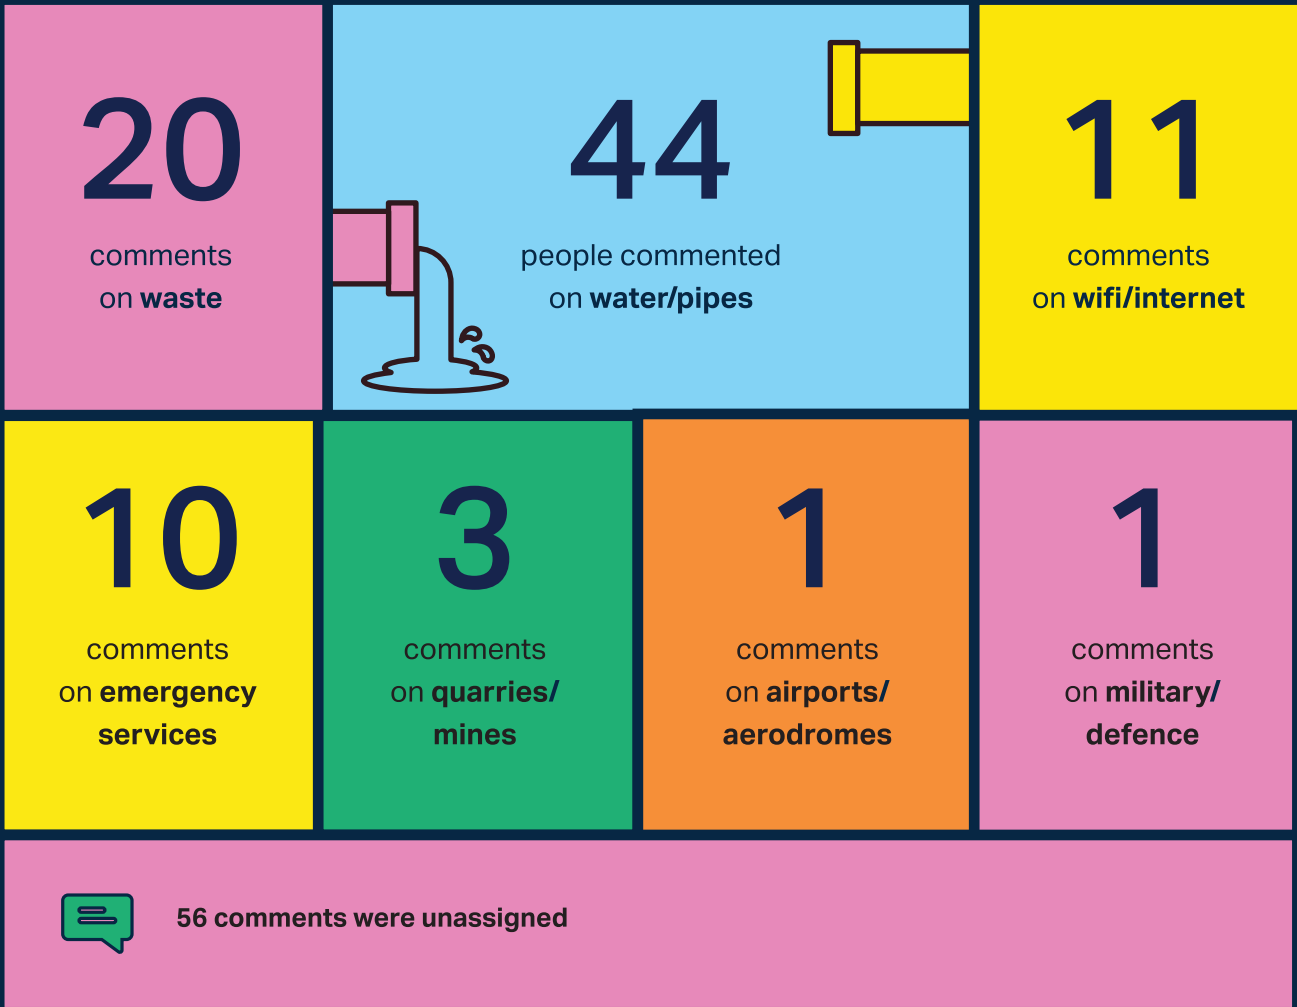 20
comments
on waste
44
people commented
on water/pipes
11
comments
on wifi/internet
10
comments
on emergency
services
3
comments
on quarries/
mines
1
comments
on airports/
aerodromes
1
comments
on military/
defence
56 comments were unassigned